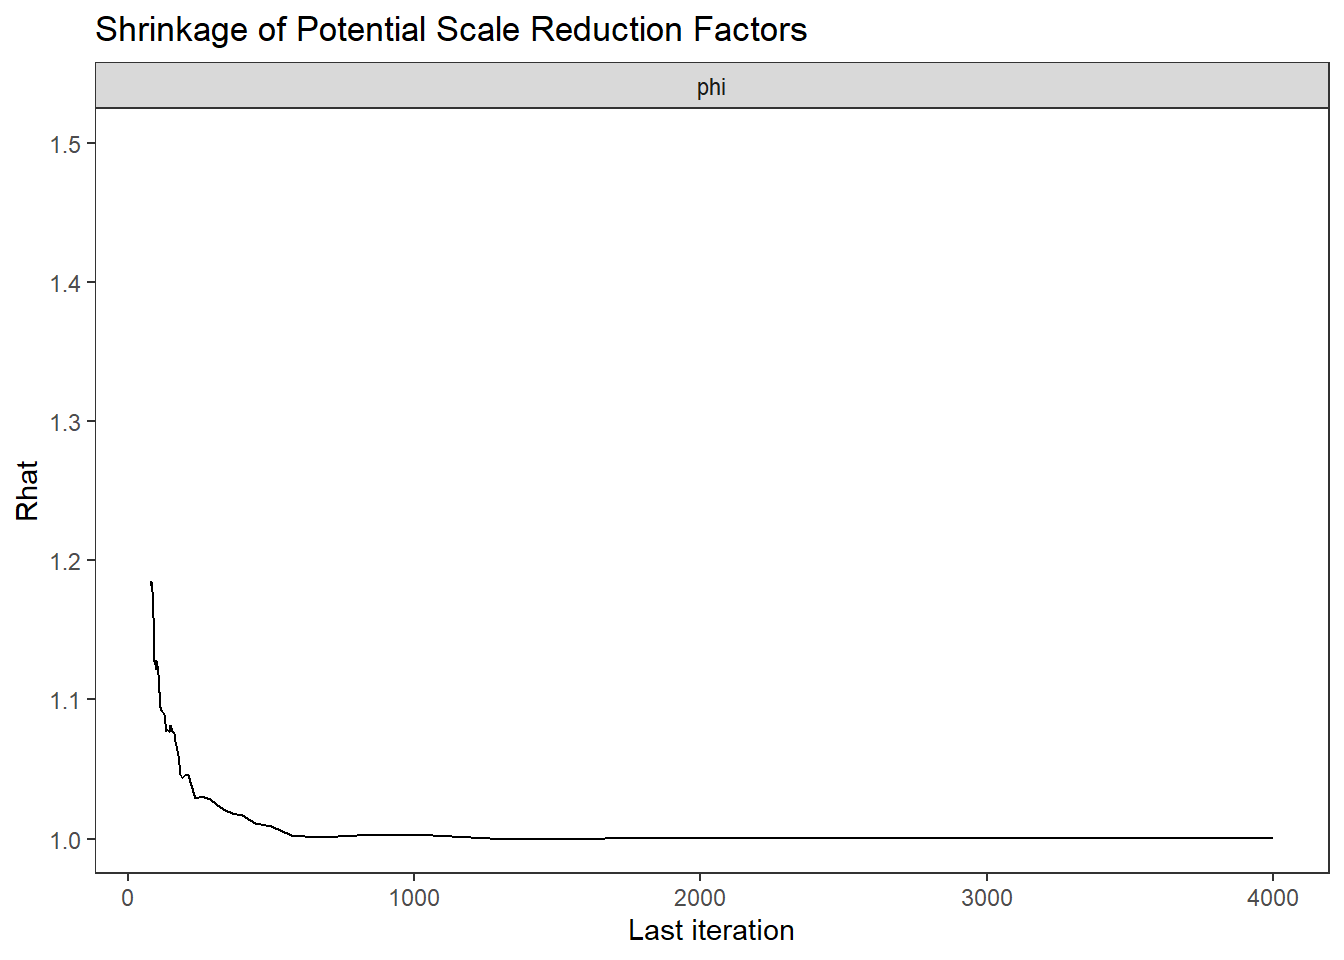 Shrinkage of Potential Scale Reduction Factors
phi
1.5
1.4
1.3
1.2
1.1
1.0
Rhat
0 1000 2000 3000 4000
Last iteration